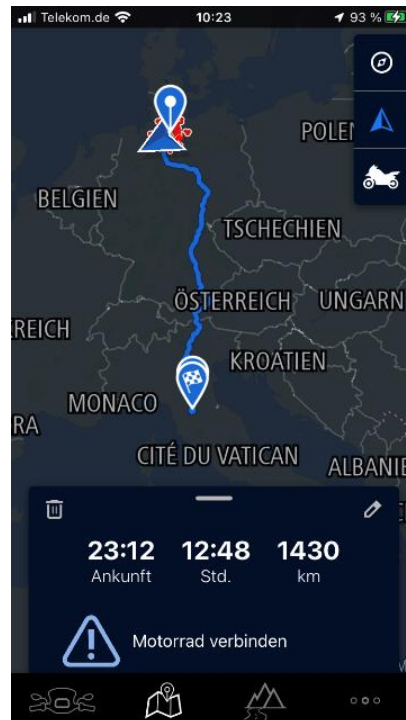 Telekom.de 10:23 93 %
POLEN
BELGIEN
TSCHECHIEN
ÖSTERREICH UNGARN
REICH
KROATIEN
MONACO
RA
CITÉ DU VATICAN
ALBANIE
23:12 12:48 1430
Ankunft Std. km
Motorrad verbinden